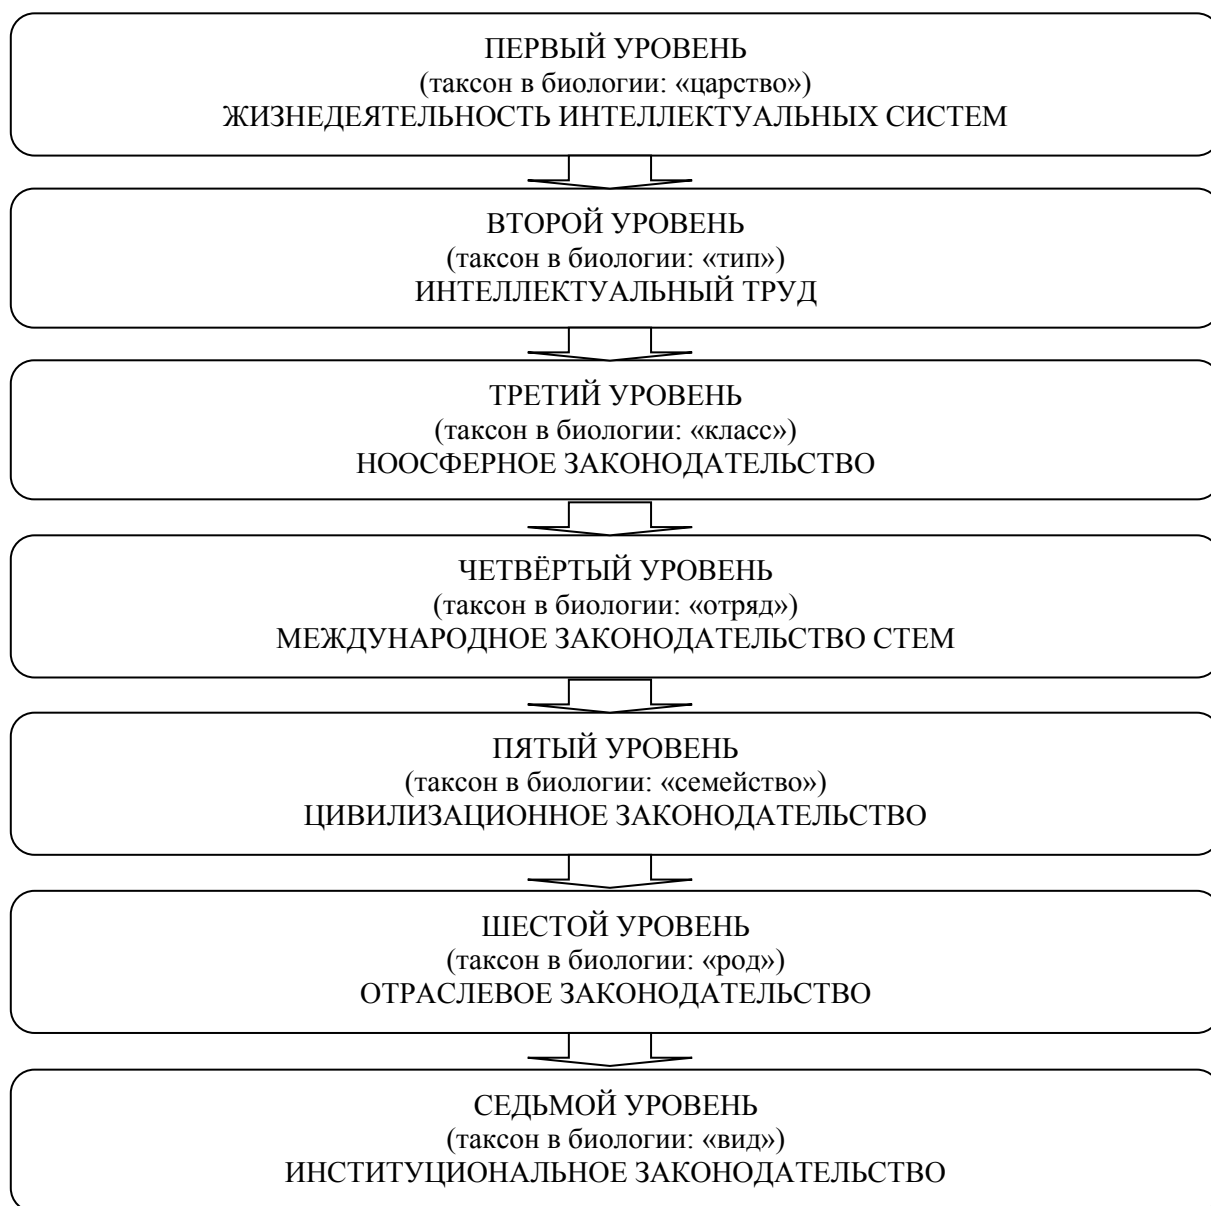 ПЕРВЫЙ УРОВЕНЬ
(таксон в биологии: «царство»)
ЖИЗНЕДЕЯТЕЛЬНОСТЬ ИНТЕЛЛЕКТУАЛЬНЫХ СИСТЕМ
ВТОРОЙ УРОВЕНЬ
(таксон в биологии: «тип»)
ИНТЕЛЛЕКТУАЛЬНЫЙ ТРУД
ТРЕТИЙ УРОВЕНЬ
(таксон в биологии: «класс»)
НООСФЕРНОЕ ЗАКОНОДАТЕЛЬСТВО
ЧЕТВЁРТЫЙ УРОВЕНЬ
(таксон в биологии: «отряд»)
МЕЖДУНАРОДНОЕ ЗАКОНОДАТЕЛЬСТВО СТЕМ
ПЯТЫЙ УРОВЕНЬ
(таксон в биологии: «семейство»)
ЦИВИЛИЗАЦИОННОЕ ЗАКОНОДАТЕЛЬСТВО
ШЕСТОЙ УРОВЕНЬ
(таксон в биологии: «род»)
ОТРАСЛЕВОЕ ЗАКОНОДАТЕЛЬСТВО
СЕДЬМОЙ УРОВЕНЬ
(таксон в биологии: «вид»)
ИНСТИТУЦИОНАЛЬНОЕ ЗАКОНОДАТЕЛЬСТВО